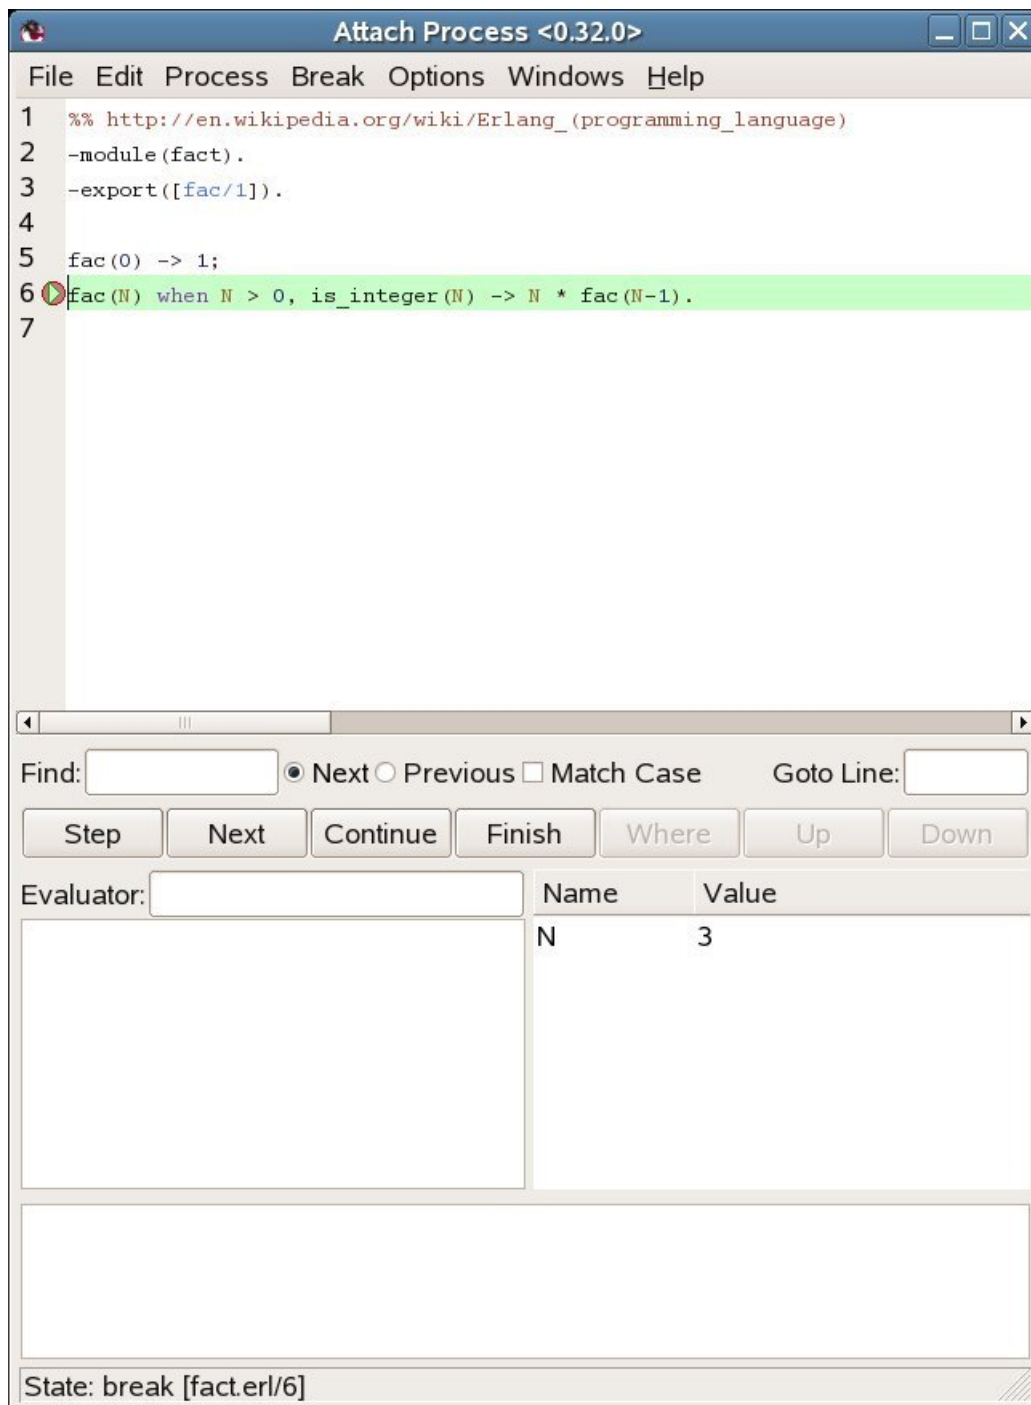 Attach Process <0.32.0>
File Edit Process Break Options Windows Help
1 %% http://en.wikipedia.org/wiki/Erlang_(programming_language)
2 -module(fact).
3 -export([fac/1]).
4
5 fac(0) -> 1;
6 fac(N) when N > 0, is_integer(N) -> N * fac(N-1).
7
Find: Next Previous Match Case Goto Line:
Step Next Continue Finish Where Up Down
Evaluator: Name Value
N 3
State: break [fact.erl/6]